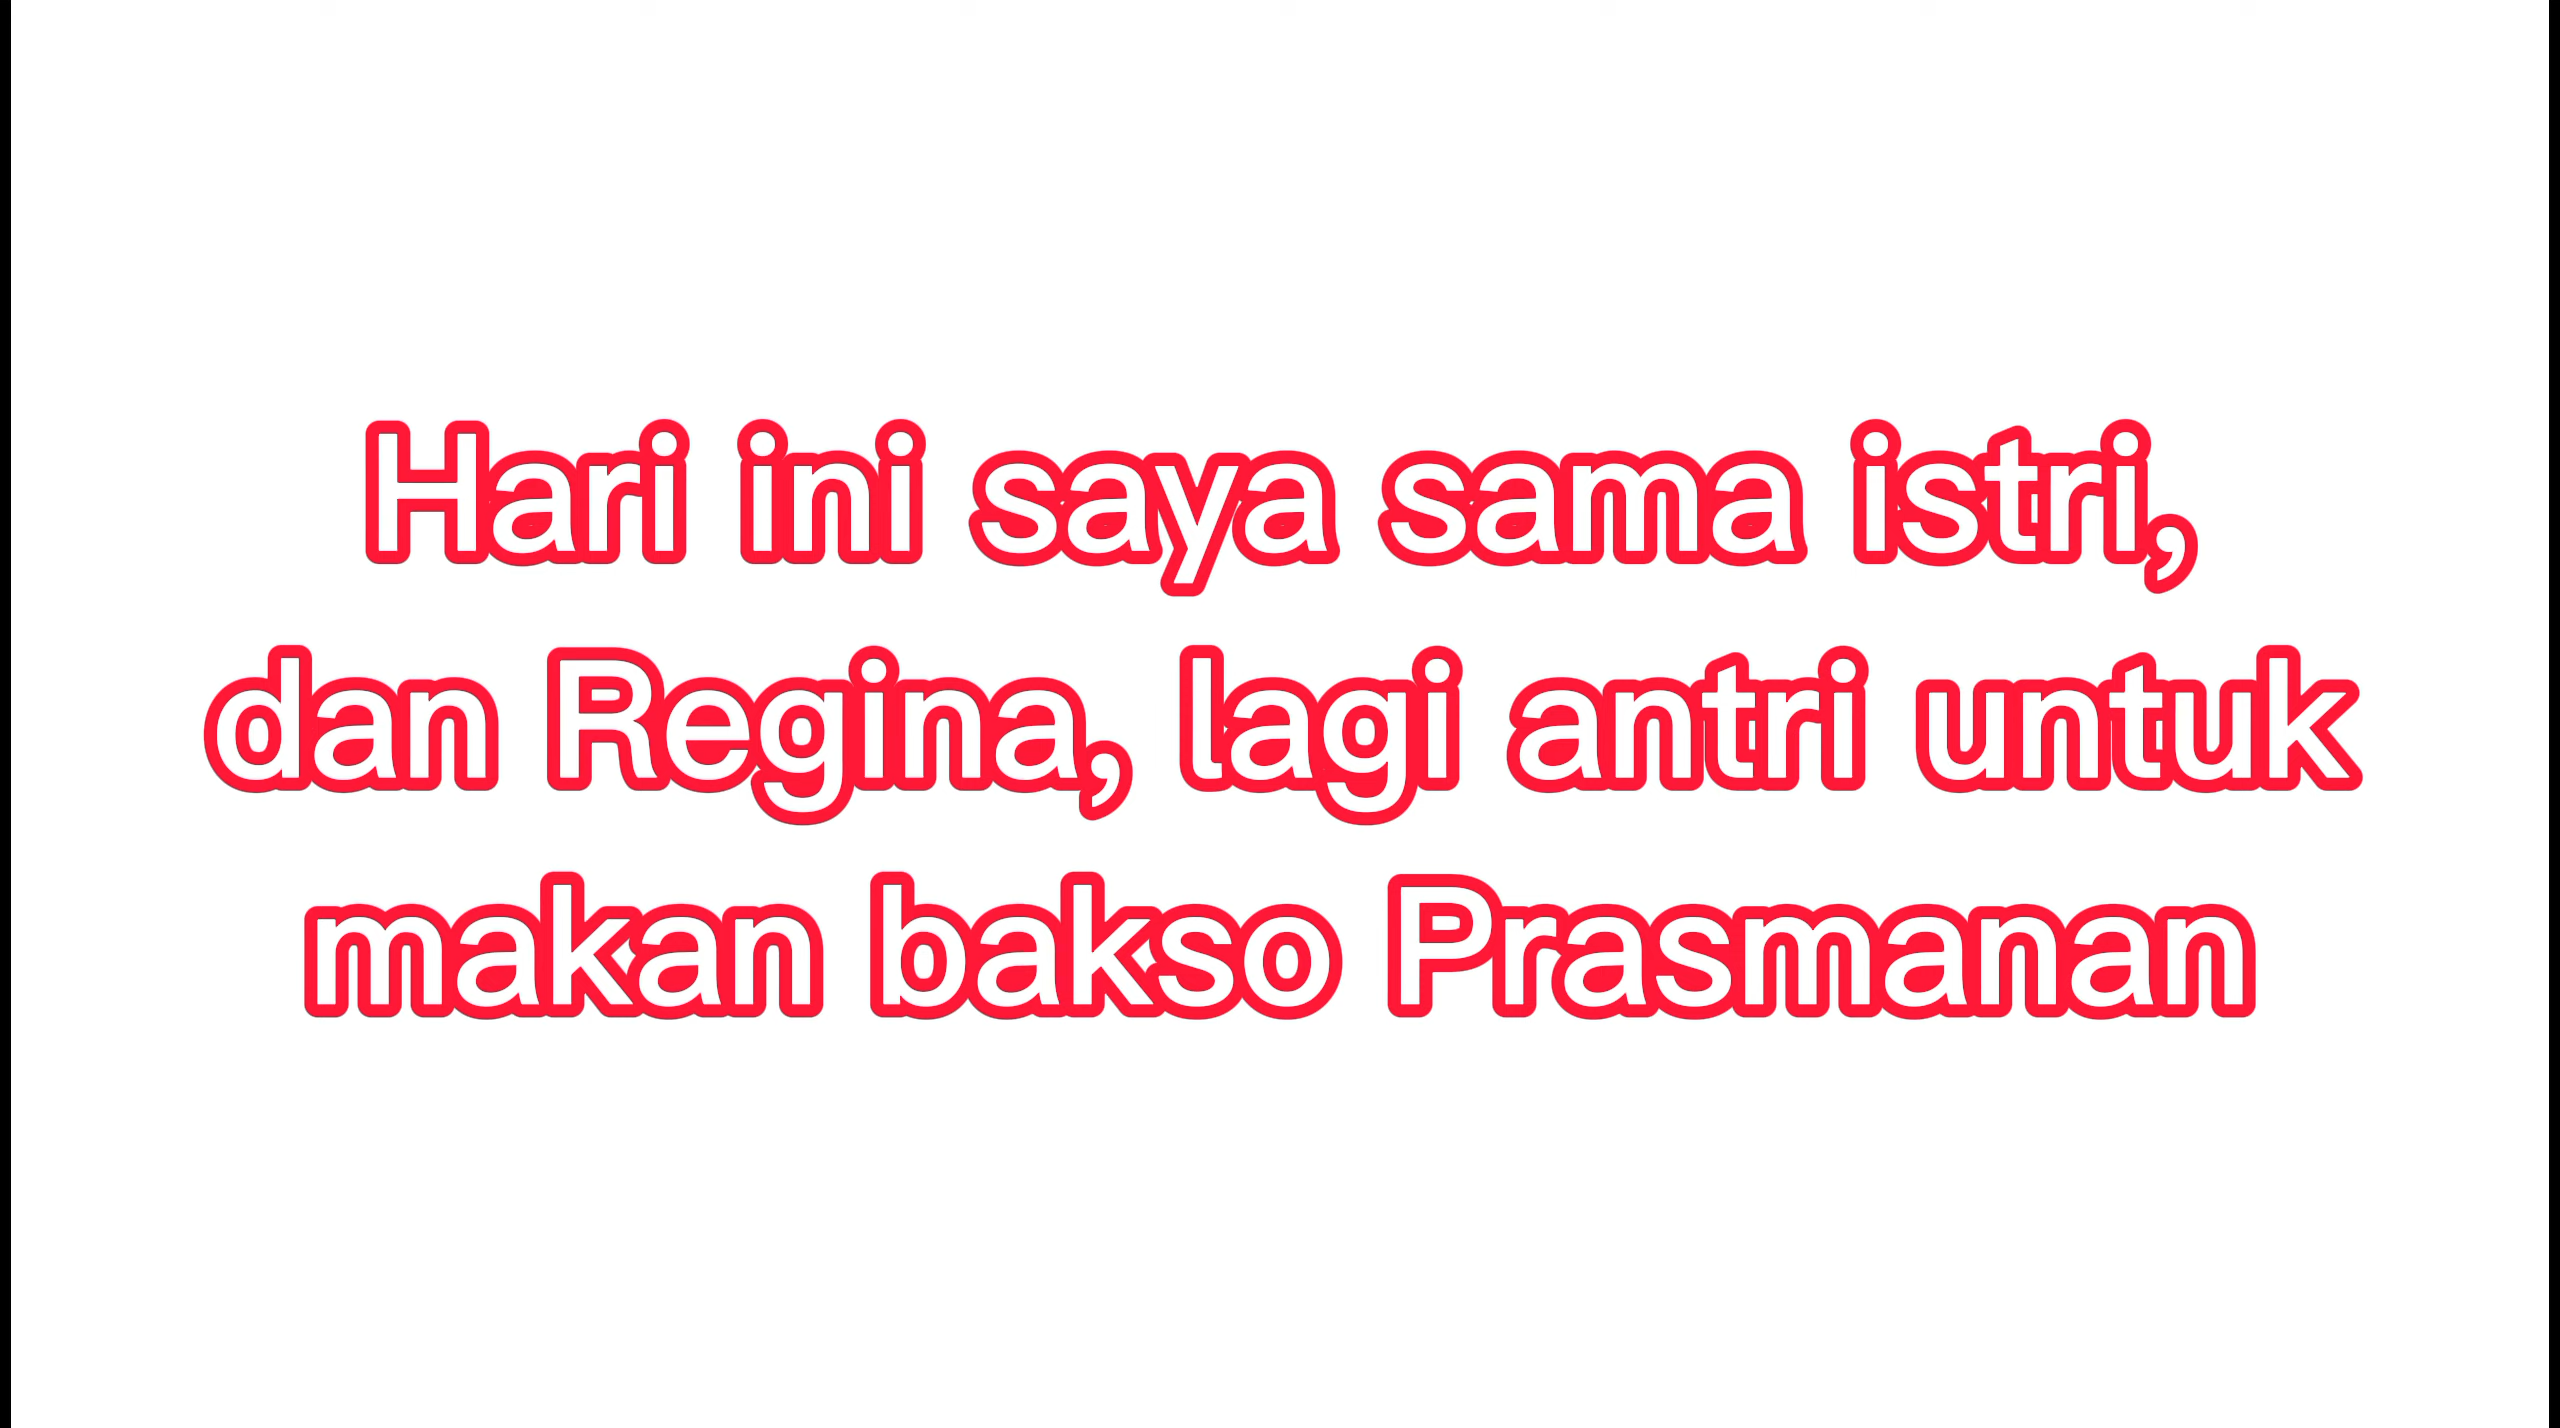 Hari ini saya sama istri,
dan Regina, lagi antri untuk
makan bakso Prasmanan